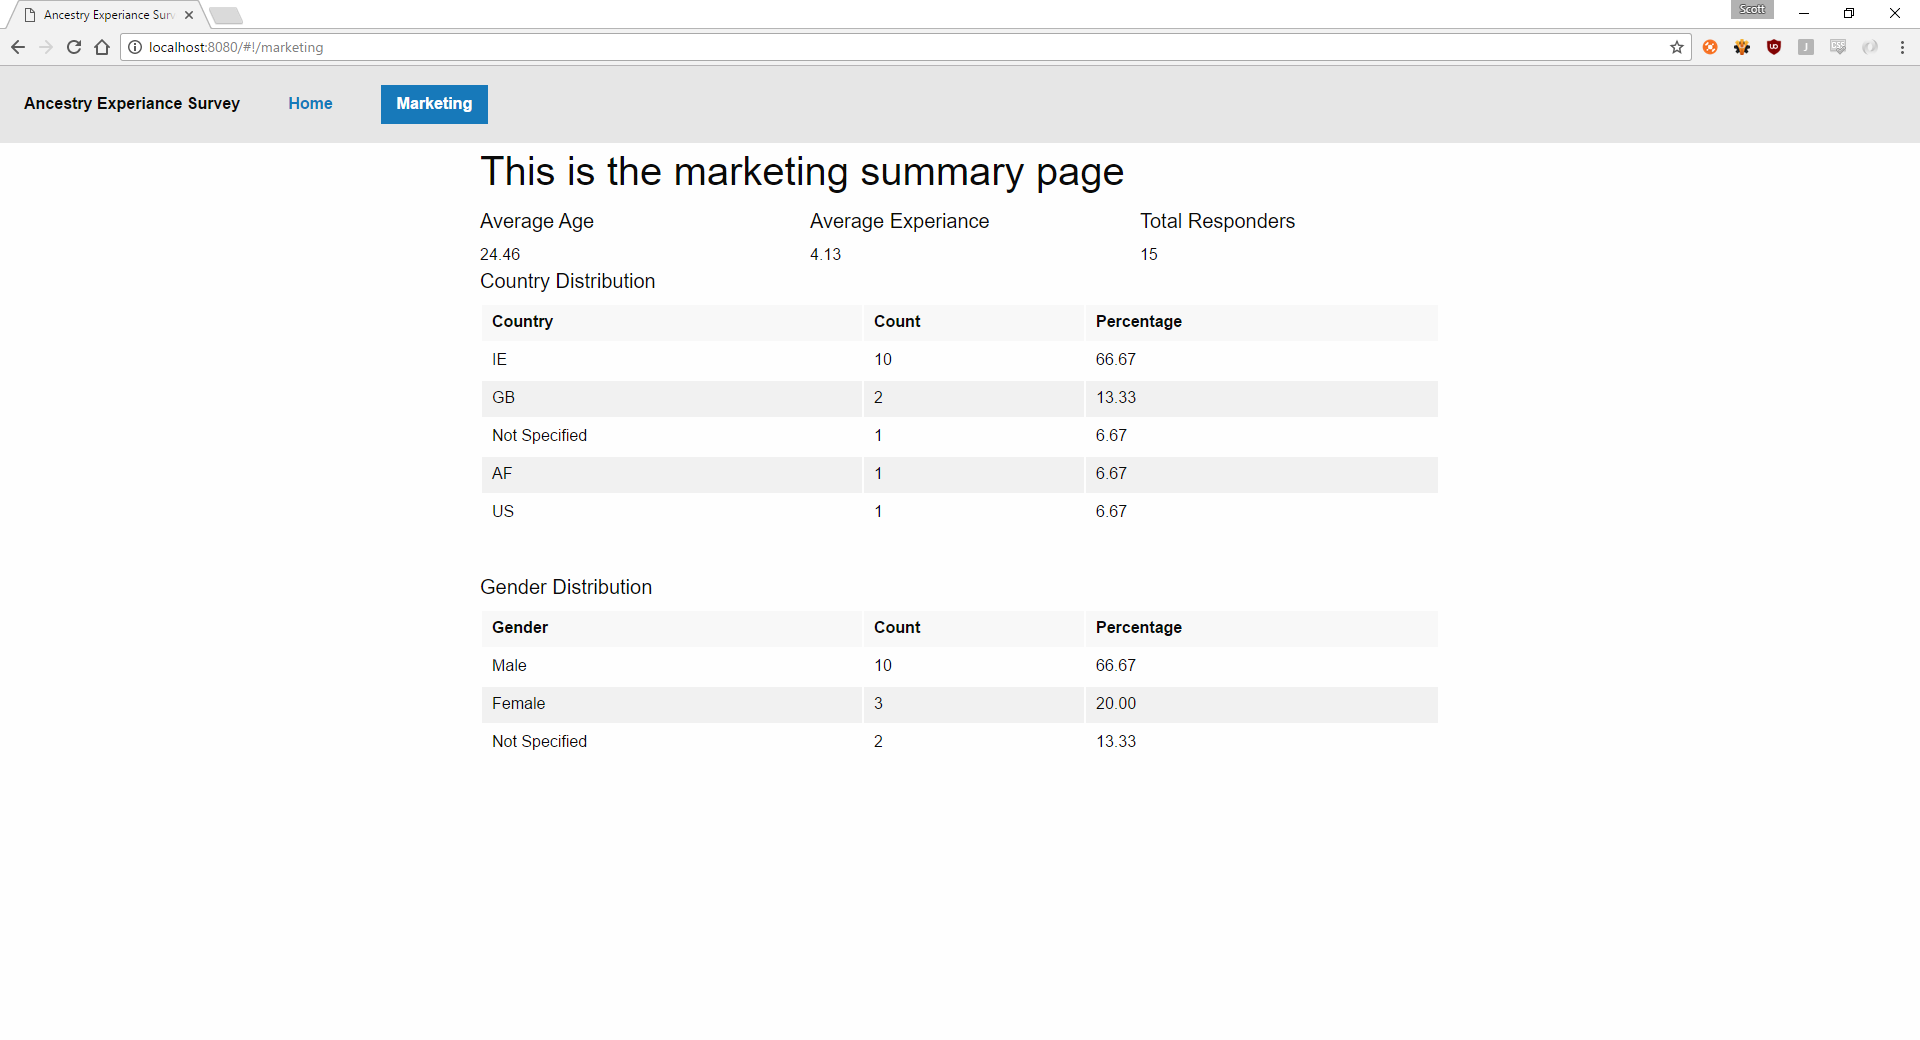 Ancestry Experiance Surv
Scott
localhost:8080/#!/marketing
Ancestry Experiance Survey Home Marketing
This is the marketing summary page
Average Age Average Experiance Total Responders
24.46 4.13 15
Country Distribution
Country Count Percentage
IE 10 66.67
GB 2 13.33
Not Specified 1 6.67
AF 1 6.67
US 1 6.67
Gender Distribution
Gender Count Percentage
Male 10 66.67
Female 3 20.00
Not Specified 2 13.33